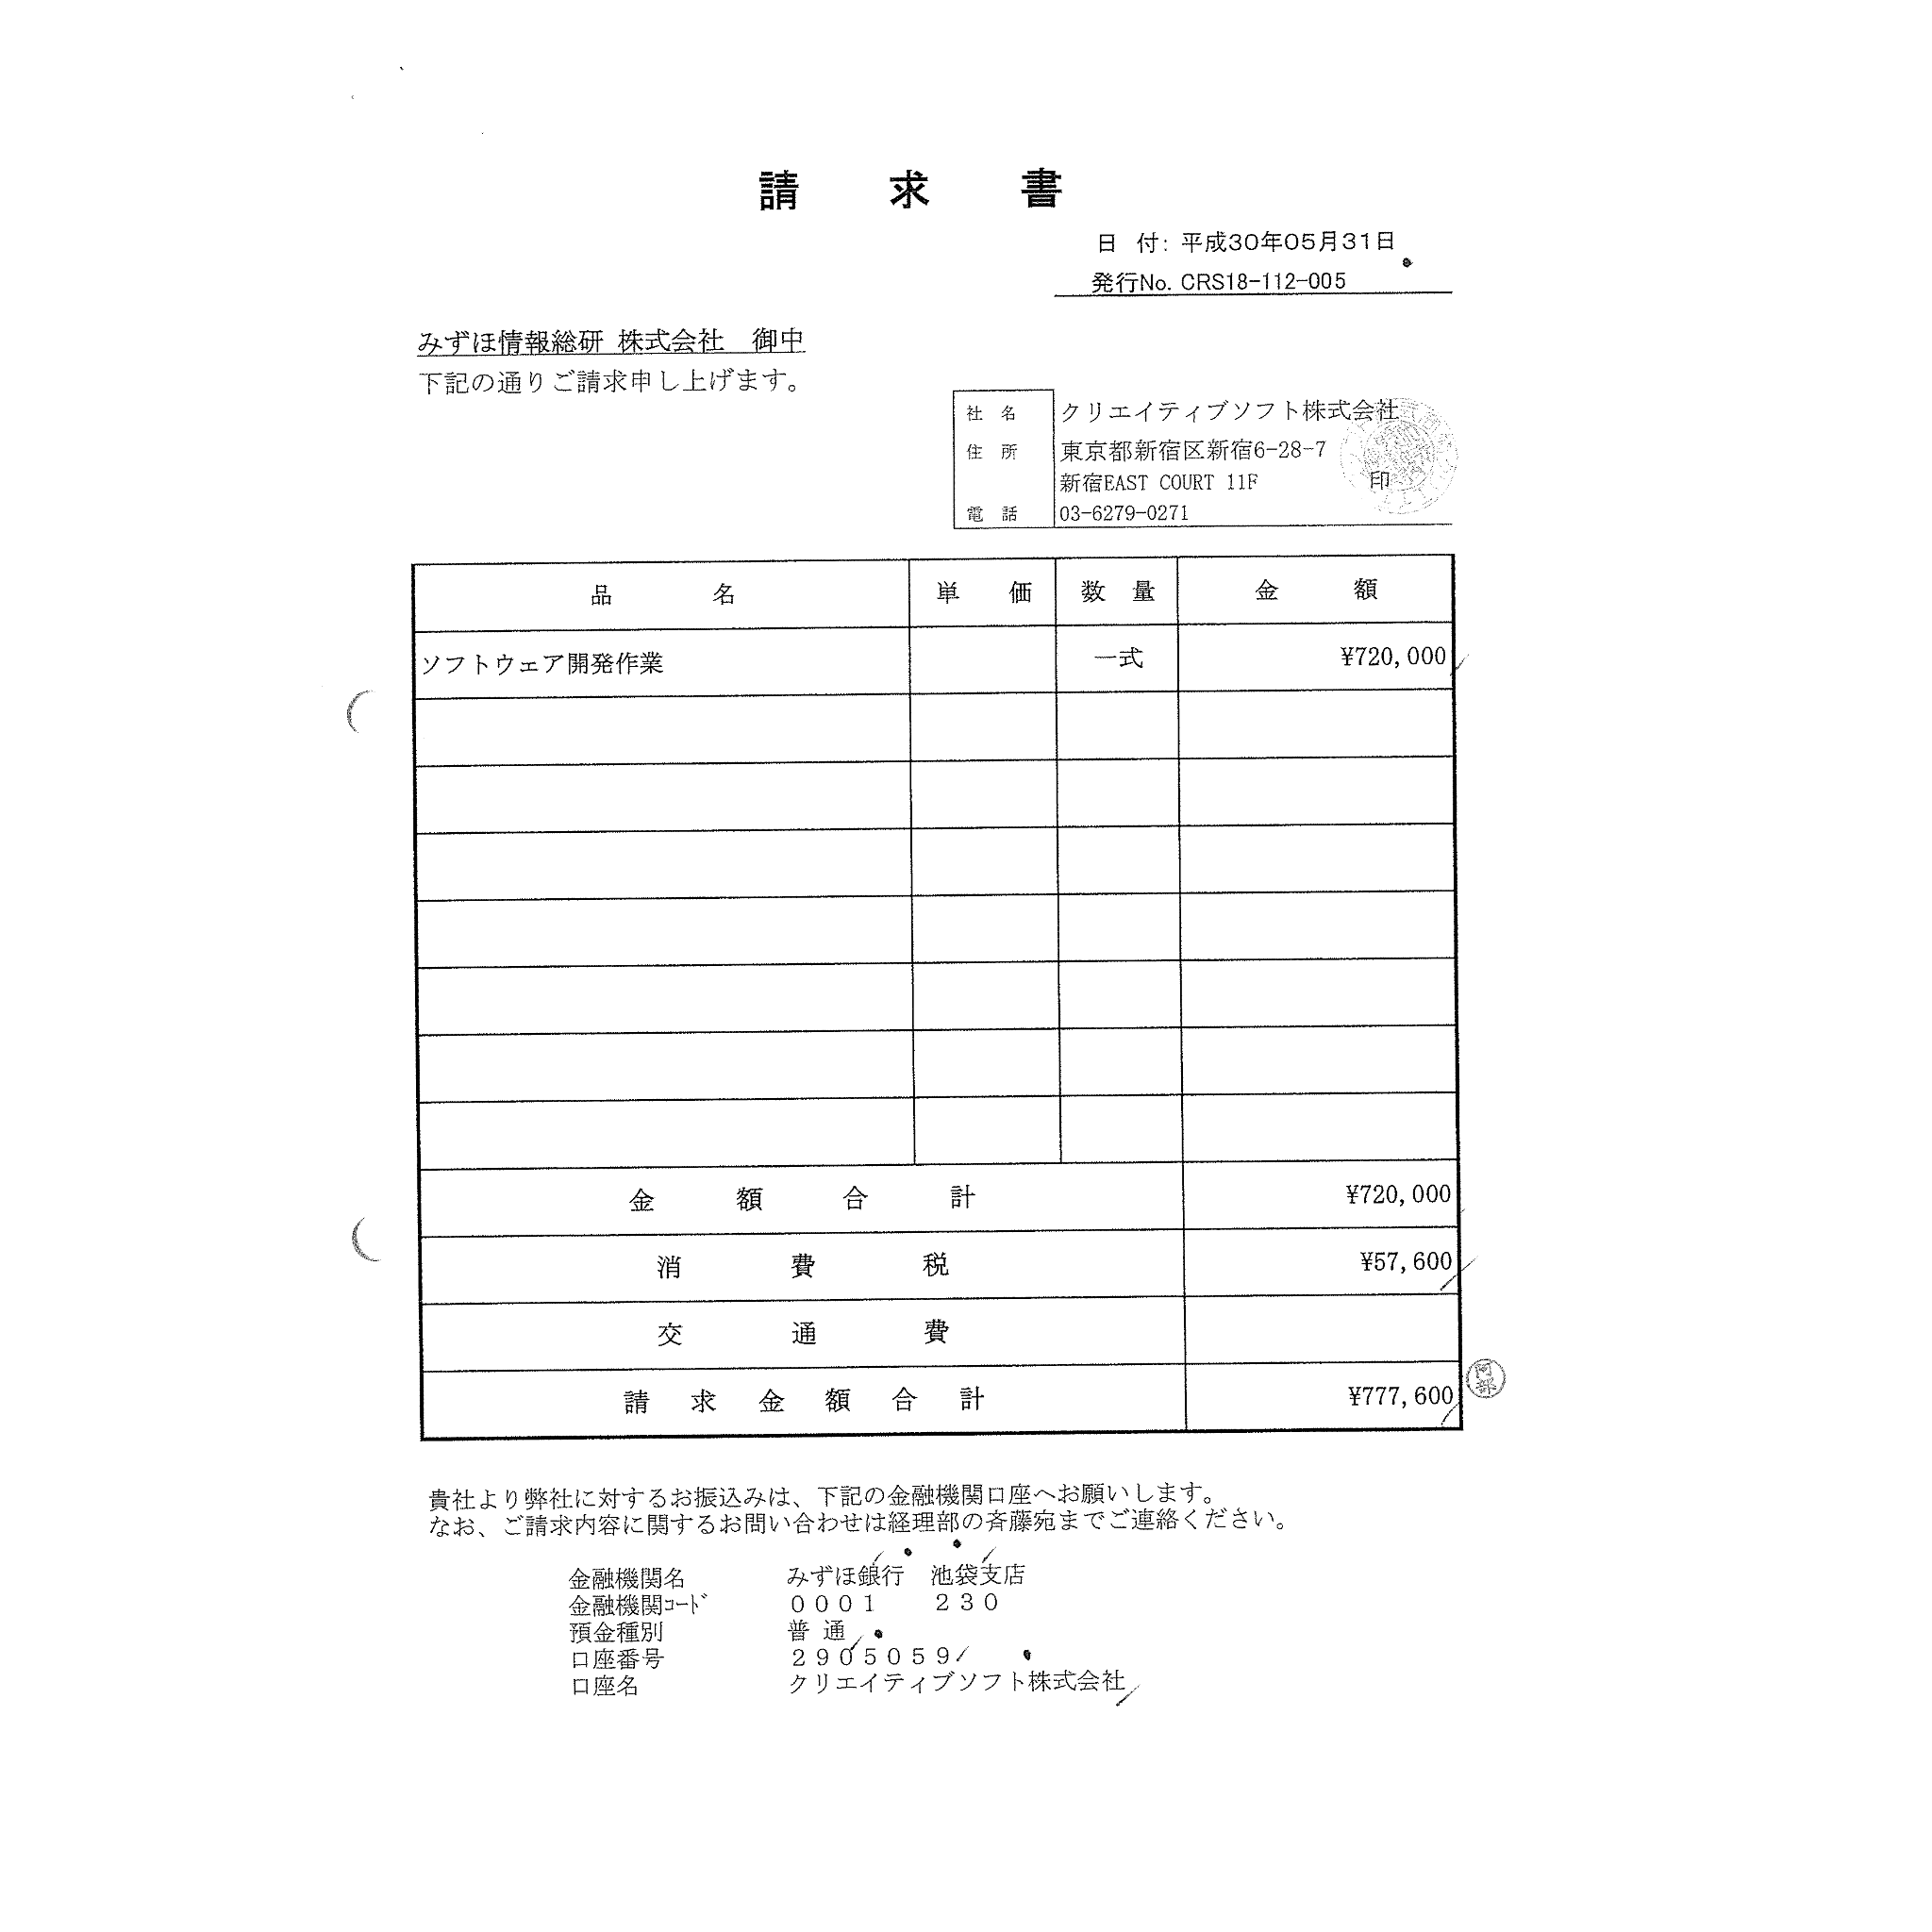 請求書
日 付: 平成30年05月31日
発行No. CRS18-112-005
みずほ情報総研 株式会社 御中
下記の通りご請求申し上げます。
社 名 クリエイティブソフト株式会社
住 所 東京都新宿区新宿6-28-7
新宿EAST COURT 11F 印
電 話 03-6279-0271
品名 単価 数量 金額
ソフトウェア開発作業 一式 ¥720,000
金額合計 ¥720,000
消費税 ¥57,600
交通費
請求金額合計 ¥777,600
阿部
貴社より弊社に対するお振込みは、下記の金融機関口座へお願いします。
なお、ご請求内容に関するお問い合わせは経理部の斉藤宛までご連絡ください。
金融機関名 みずほ銀行 池袋支店
金融機関ｺｰﾄﾞ 0001 230
預金種別 普 通
口座番号 2905059
口座名 クリエイティブソフト株式会社